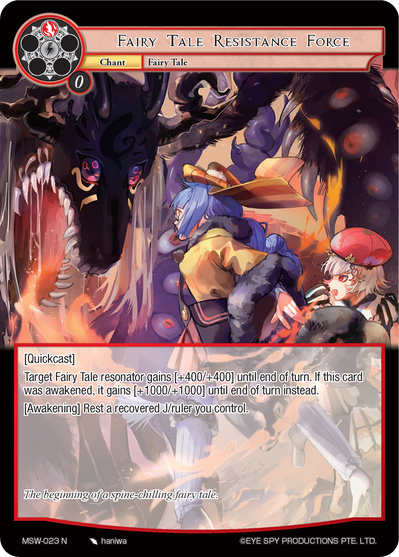 Fairy Tale Resistance Force
Chant
Fairy Tale
0
[Quickcast]
Target Fairy Tale resonator gains [+400/+400] until end of turn. If this card
was awakened, it gains [+1000/+1000] until end of turn instead.
[Awakening] Rest a recovered J/ruler you control.
The beginning of a spine-chilling fairy tale.
MSW-023 N
haniwa
©EYE SPY PRODUCTIONS PTE. LTD.